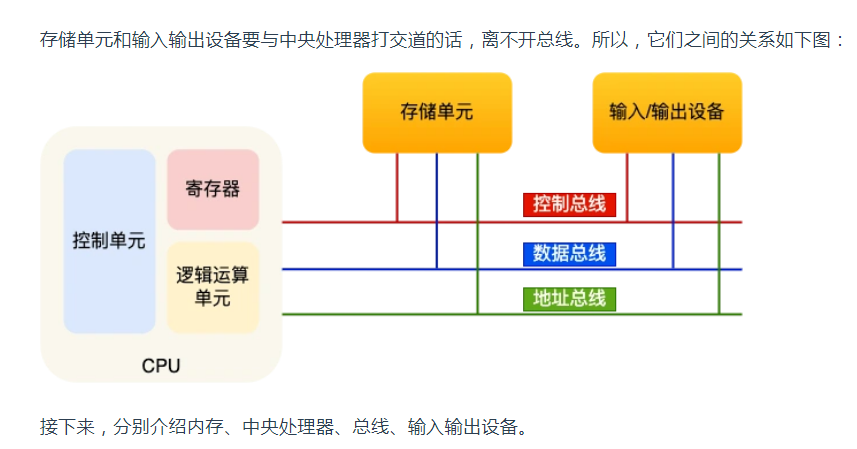 存储单元和输入输出设备要与中央处理器打交道的话，离不开总线。所以，它们之间的关系如下图：
存储单元
输入/输出设备
控制单元
寄存器
逻辑运算
单元
CPU
控制总线
数据总线
地址总线
接下来，分别介绍内存、中央处理器、总线、输入输出设备。